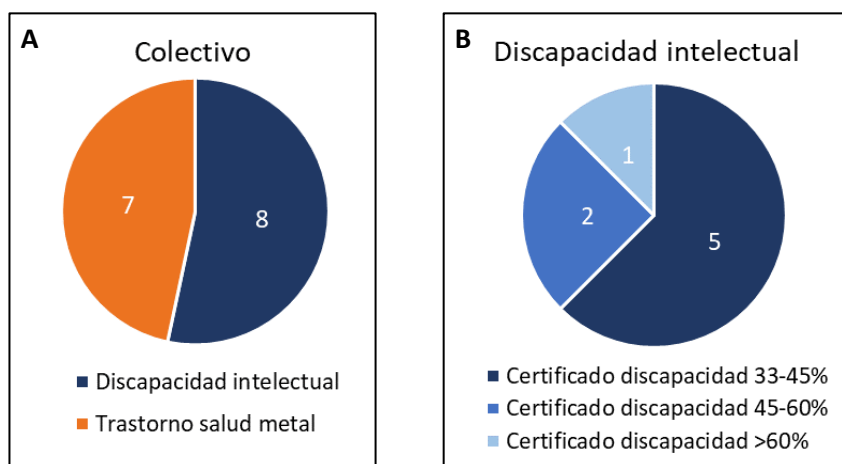 A
Colectivo
7
8
Discapacidad intelectual
Trastorno salud metal
B
Discapacidad intelectual
1
2
5
Certificado discapacidad 33-45%
Certificado discapacidad 45-60%
Certificado discapacidad >60%